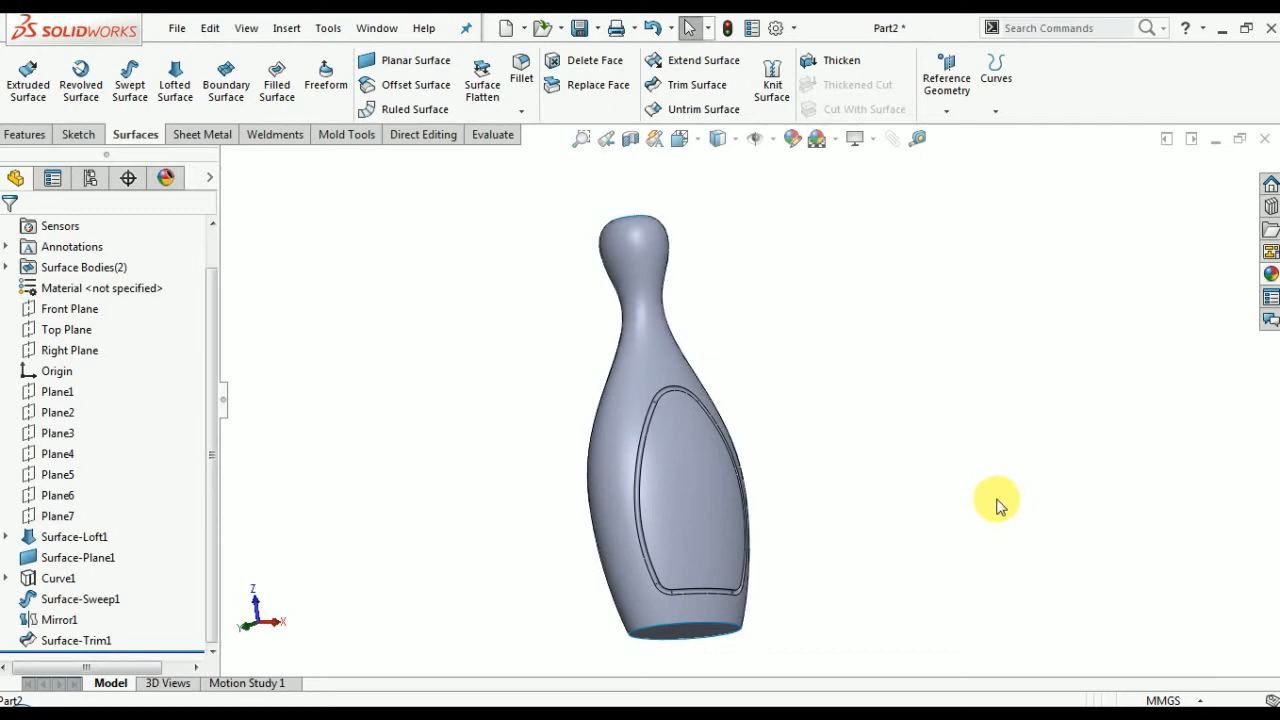 SOLIDWORKS File Edit View Insert Tools Window Help Part2 * Search Commands ?
Extruded Surface
Revolved Surface
Swept Surface
Lofted Surface
Boundary Surface
Filled Surface
Freeform
Planar Surface
Offset Surface
Ruled Surface
Surface Flatten
Fillet
Delete Face
Replace Face
Extend Surface
Trim Surface
Untrim Surface
Knit Surface
Thicken
Thickened Cut
Cut With Surface
Reference Geometry
Curves
Features Sketch Surfaces Sheet Metal Weldments Mold Tools Direct Editing Evaluate
Sensors
Annotations
Surface Bodies(2)
Material <not specified>
Front Plane
Top Plane
Right Plane
Origin
Plane1
Plane2
Plane3
Plane4
Plane5
Plane6
Plane7
Surface-Loft1
Surface-Plane1
Curve1
Surface-Sweep1
Mirror1
Surface-Trim1
Z
Y X
Model 3D Views Motion Study 1
Part2 MMGS